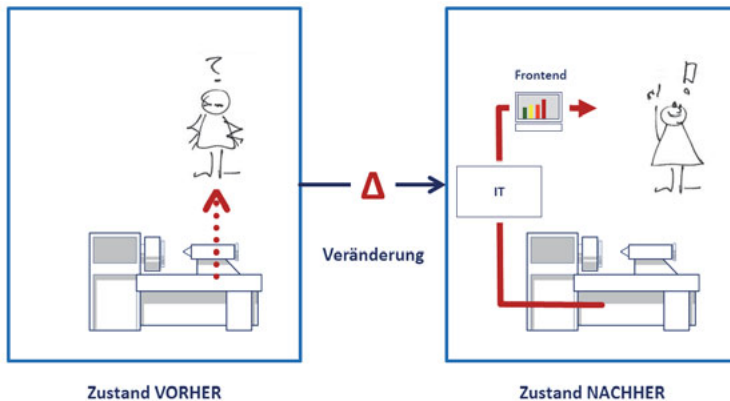 ?
!
Frontend
IT
Δ
Veränderung
Zustand VORHER
Zustand NACHHER